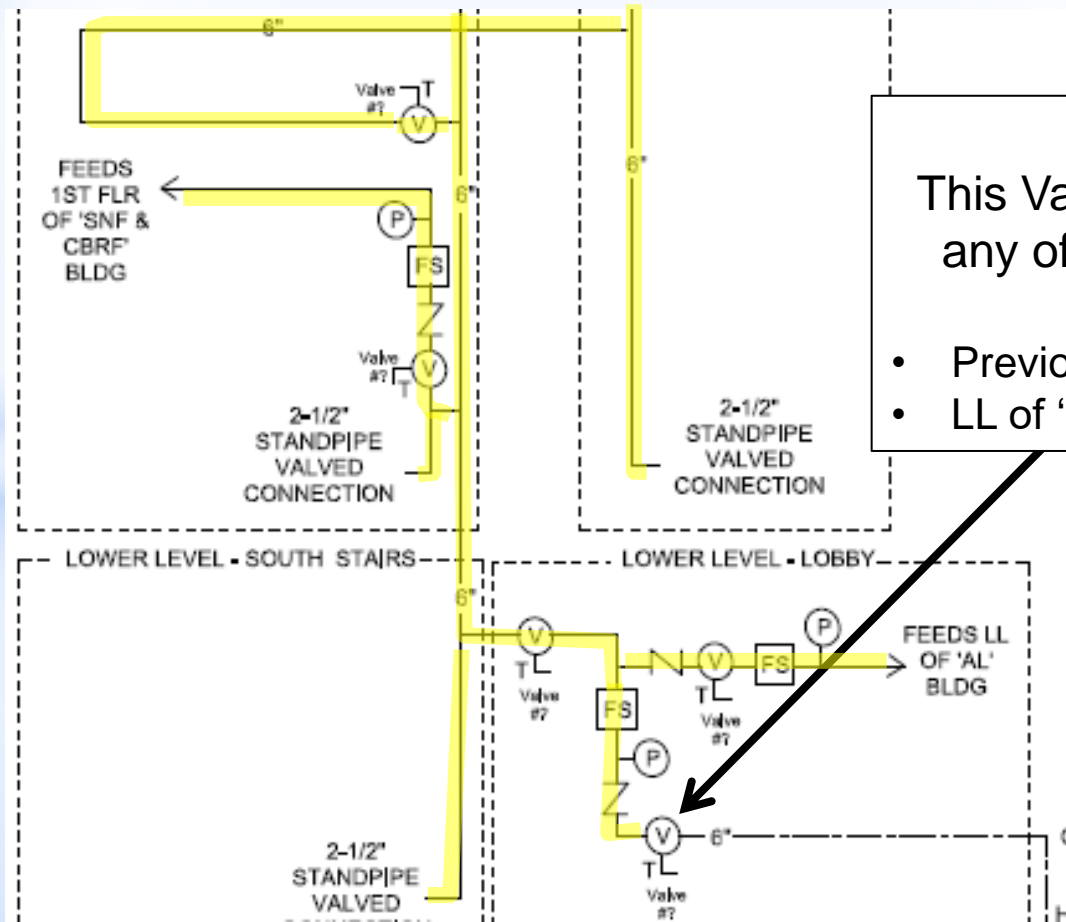 6"
Valve
#?
T
V
FEEDS
1ST FLR
OF 'SNF &
CBRF'
BLDG
6"
6"
P
FS
Valve
#?
T
V
2-1/2"
STANDPIPE
VALVED
CONNECTION
2-1/2"
STANDPIPE
VALVED
CONNECTION
This Va
any of
• Previo
• LL of ‘
LOWER LEVEL - SOUTH STAIRS
LOWER LEVEL - LOBBY
6"
V
T
Valve
#?
V
T
Valve
#?
FS
P
FEEDS LL
OF 'AL'
BLDG
FS
P
V
6"
T
Valve
#?
2-1/2"
STANDPIPE
VALVED